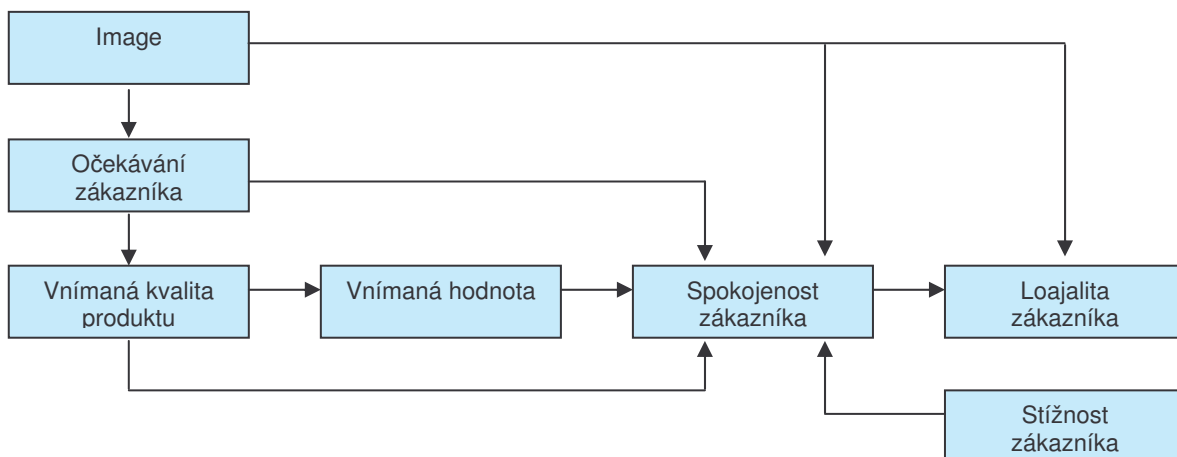 Image
Očekávání
zákazníka
Vnímaná kvalita
produktu
Vnímaná hodnota
Spokojenost
zákazníka
Loajalita
zákazníka
Stížnost
zákazníka